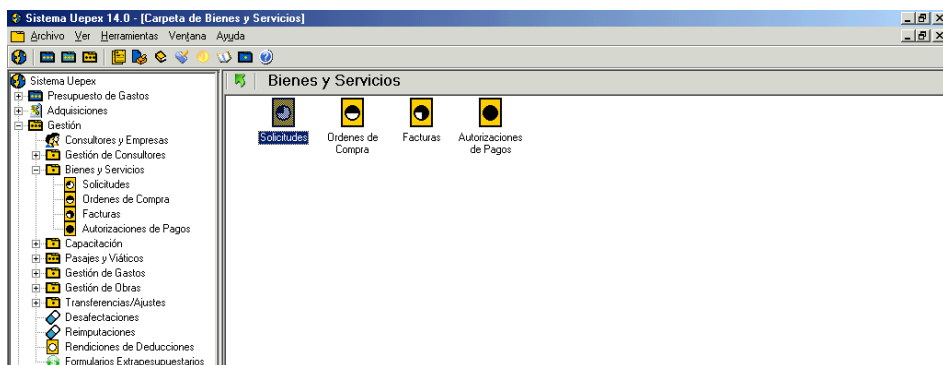 Sistema Uepex 14.0 - [Carpeta de Bienes y Servicios]
Archivo Ver Herramientas Ventana Ayuda
Sistema Uepex
Presupuesto de Gastos
Adquisiciones
Gestión
Consultores y Empresas
Gestión de Consultores
Bienes y Servicios
Solicitudes
Ordenes de Compra
Facturas
Autorizaciones de Pagos
Capacitación
Pasajes y Viáticos
Gestión de Gastos
Gestión de Obras
Transferencias/Ajustes
Desafectaciones
Reimputaciones
Rendiciones de Deducciones
Formularios Extrapesupuestarios
Bienes y Servicios
Solicitudes
Ordenes de
Compra
Facturas
Autorizaciones
de Pagos